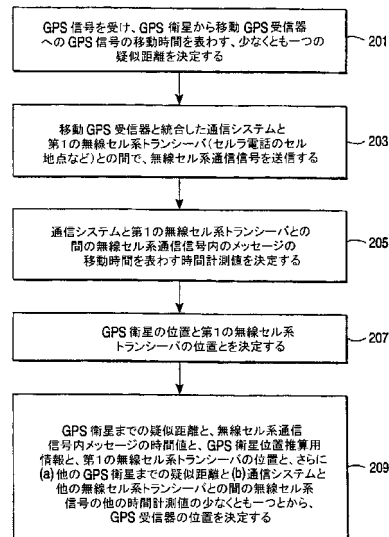 GPS 信号を受け、GPS 衛星から移動 GPS 受信器
への GPS 信号の移動時間を表わす、少なくとも一つの
疑似距離を決定する
201
移動 GPS 受信器と統合した通信システムと
第1の無線セル系トランシーバ(セルラ電話のセル
地点など)との間で、無線セル系通信信号を送信する
203
通信システムと第1の無線セル系トランシーバとの
間の無線セル系通信信号内のメッセージの
移動時間を表わす時間計測値を決定する
205
GPS 衛星の位置と第1の無線セル系
トランシーバの位置とを決定する
207
GPS 衛星までの疑似距離と、無線セル系通信
信号内メッセージの時間値と、GPS 衛星位置推算用
情報と、第1の無線セル系トランシーバの位置と、さらに
(a)他の GPS 衛星までの疑似距離と(b)通信システムと
他の無線セル系トランシーバとの間の無線セル系
信号の他の時間計測値の少なくとも一つとから、
GPS 受信器の位置を決定する
209